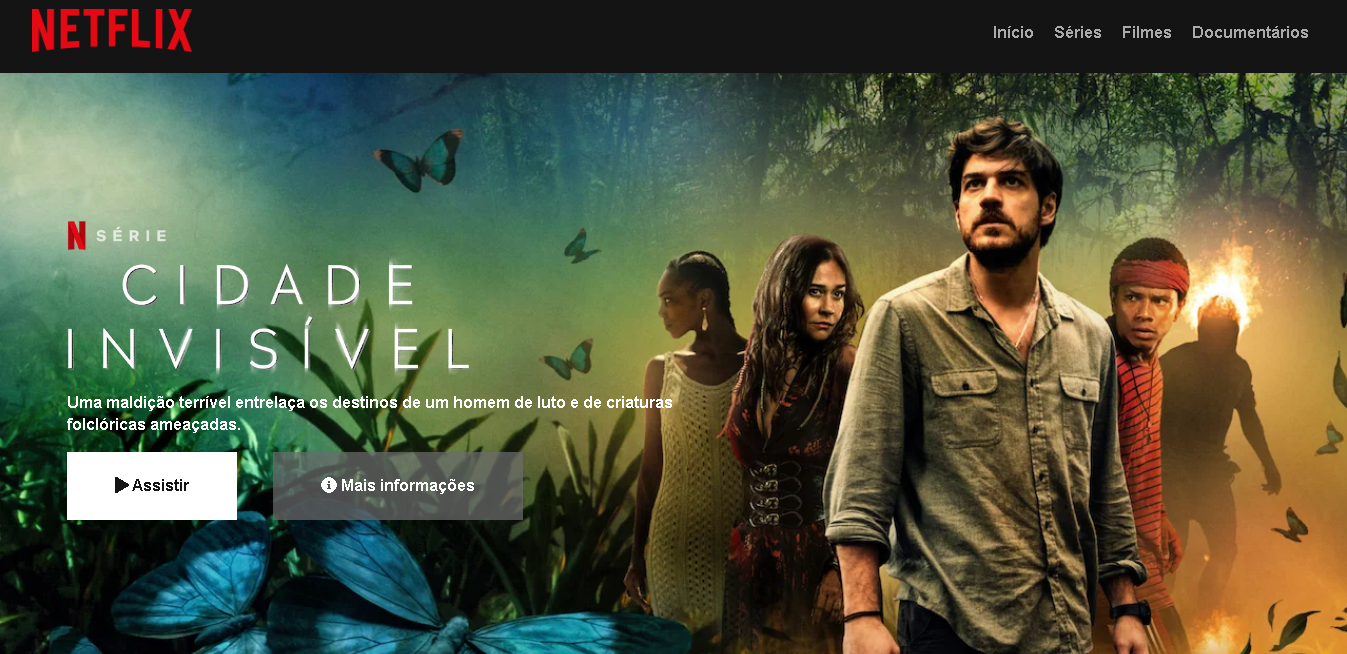 NETFLIX
Início Séries Filmes Documentários
N SÉRIE
CIDADE
INVISÍVEL
Uma maldição terrível entrelaça os destinos de um homem de luto e de criaturas
folclóricas ameaçadas.
Assistir
Mais informações